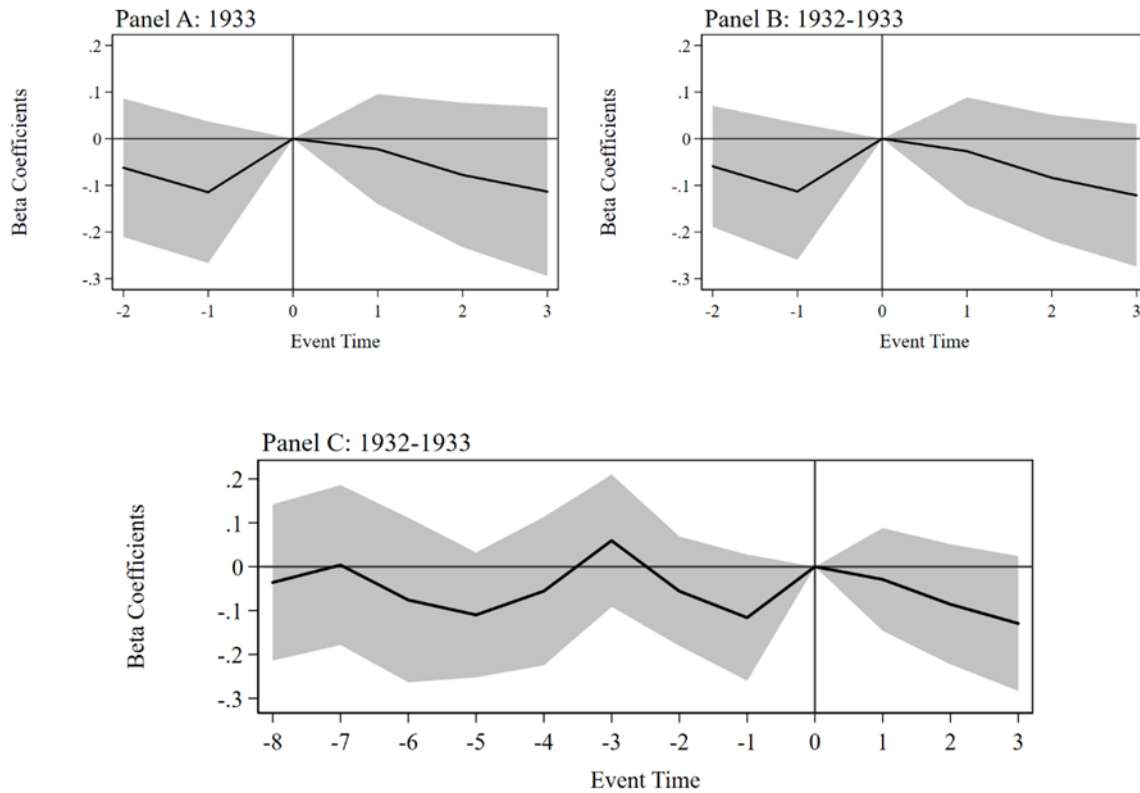 Panel A: 1933
.2
.1
0
-.1
-.2
-.3
Beta Coefficients
-2 -1 0 1 2 3
Event Time
Panel B: 1932-1933
.2
.1
0
-.1
-.2
-.3
Beta Coefficients
-2 -1 0 1 2 3
Event Time
Panel C: 1932-1933
.2
.1
0
-.1
-.2
-.3
Beta Coefficients
-8 -7 -6 -5 -4 -3 -2 -1 0 1 2 3
Event Time